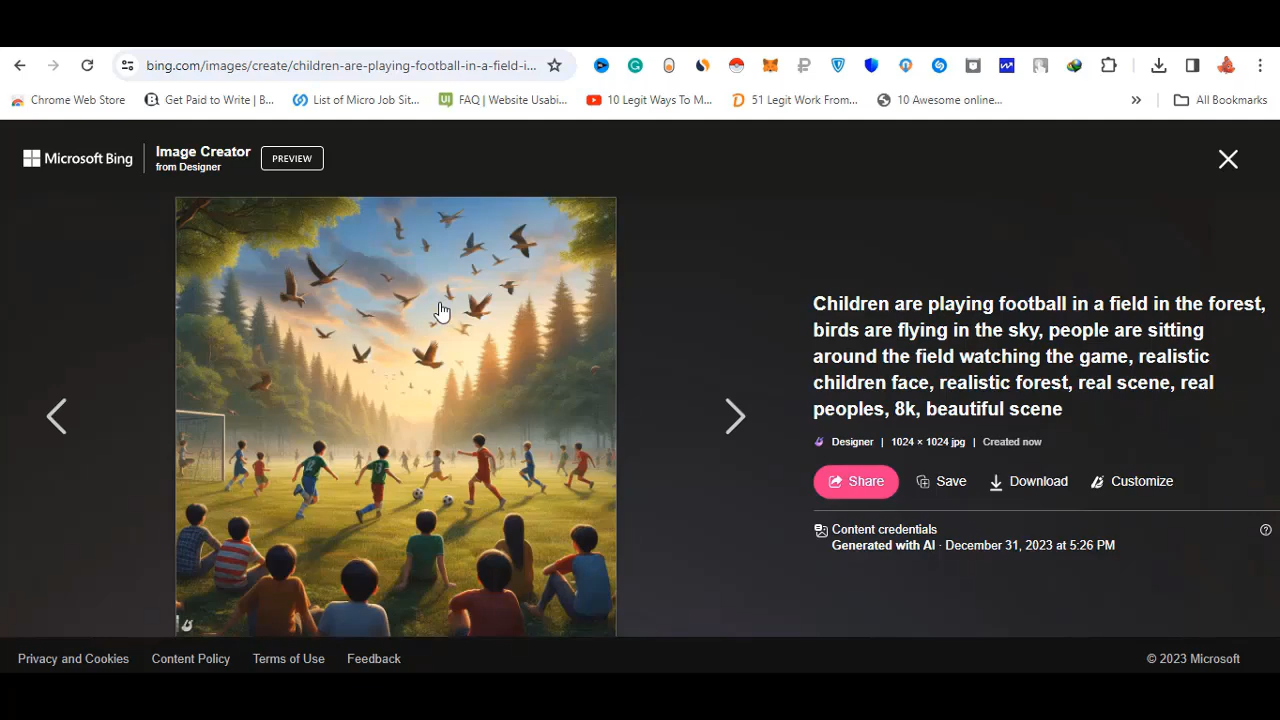 bing.com/images/create/children-are-playing-football-in-a-field-i...
Chrome Web Store
Get Paid to Write | B...
List of Micro Job Sit...
FAQ | Website Usabi...
10 Legit Ways To M...
51 Legit Work From...
10 Awesome online...
All Bookmarks
Microsoft Bing
Image Creator
from Designer
PREVIEW
Children are playing football in a field in the forest,
birds are flying in the sky, people are sitting
around the field watching the game, realistic
children face, realistic forest, real scene, real
peoples, 8k, beautiful scene
Designer | 1024 × 1024 jpg | Created now
Share
Save
Download
Customize
Content credentials
Generated with AI · December 31, 2023 at 5:26 PM
Privacy and Cookies
Content Policy
Terms of Use
Feedback
© 2023 Microsoft